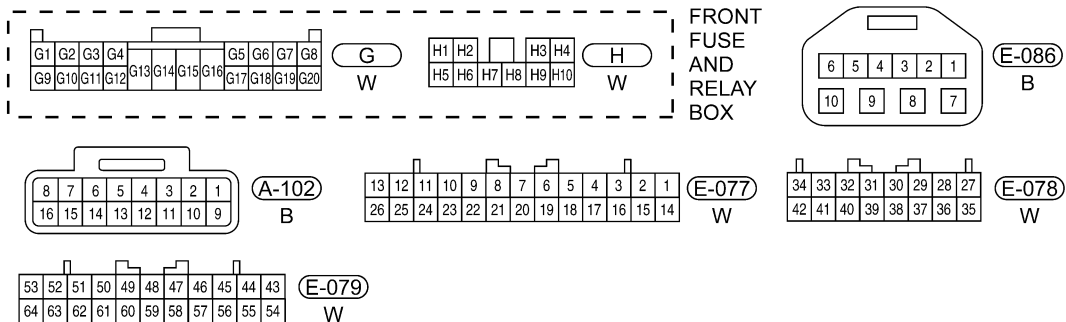 G1 G2 G3 G4 G5 G6 G7 G8
G13 G14 G15 G16
G9 G10 G11 G12 G17 G18 G19 G20
G
W
H1 H2 H3 H4
H5 H6 H7 H8 H9 H10
H
W
FRONT
FUSE
AND
RELAY
BOX
6 5 4 3 2 1
10 9 8 7
E-086
B
8 7 6 5 4 3 2 1
16 15 14 13 12 11 10 9
A-102
B
13 12 11 10 9 8 7 6 5 4 3 2 1
26 25 24 23 22 21 20 19 18 17 16 15 14
E-077
W
34 33 32 31 30 29 28 27
42 41 40 39 38 37 36 35
E-078
W
53 52 51 50 49 48 47 46 45 44 43
64 63 62 61 60 59 58 57 56 55 54
E-079
W